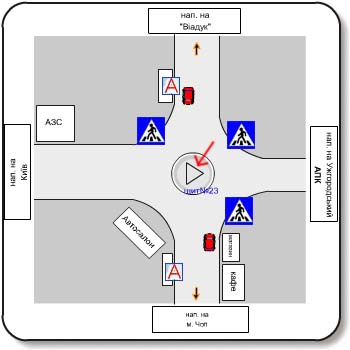 нап. на
"Віадук"
А
АЗС
нап. на
Київ
нап. на Ужгородський
АПК
щит№23
Автосалон
магазин
А
кафе
нап. на
м. Чоп